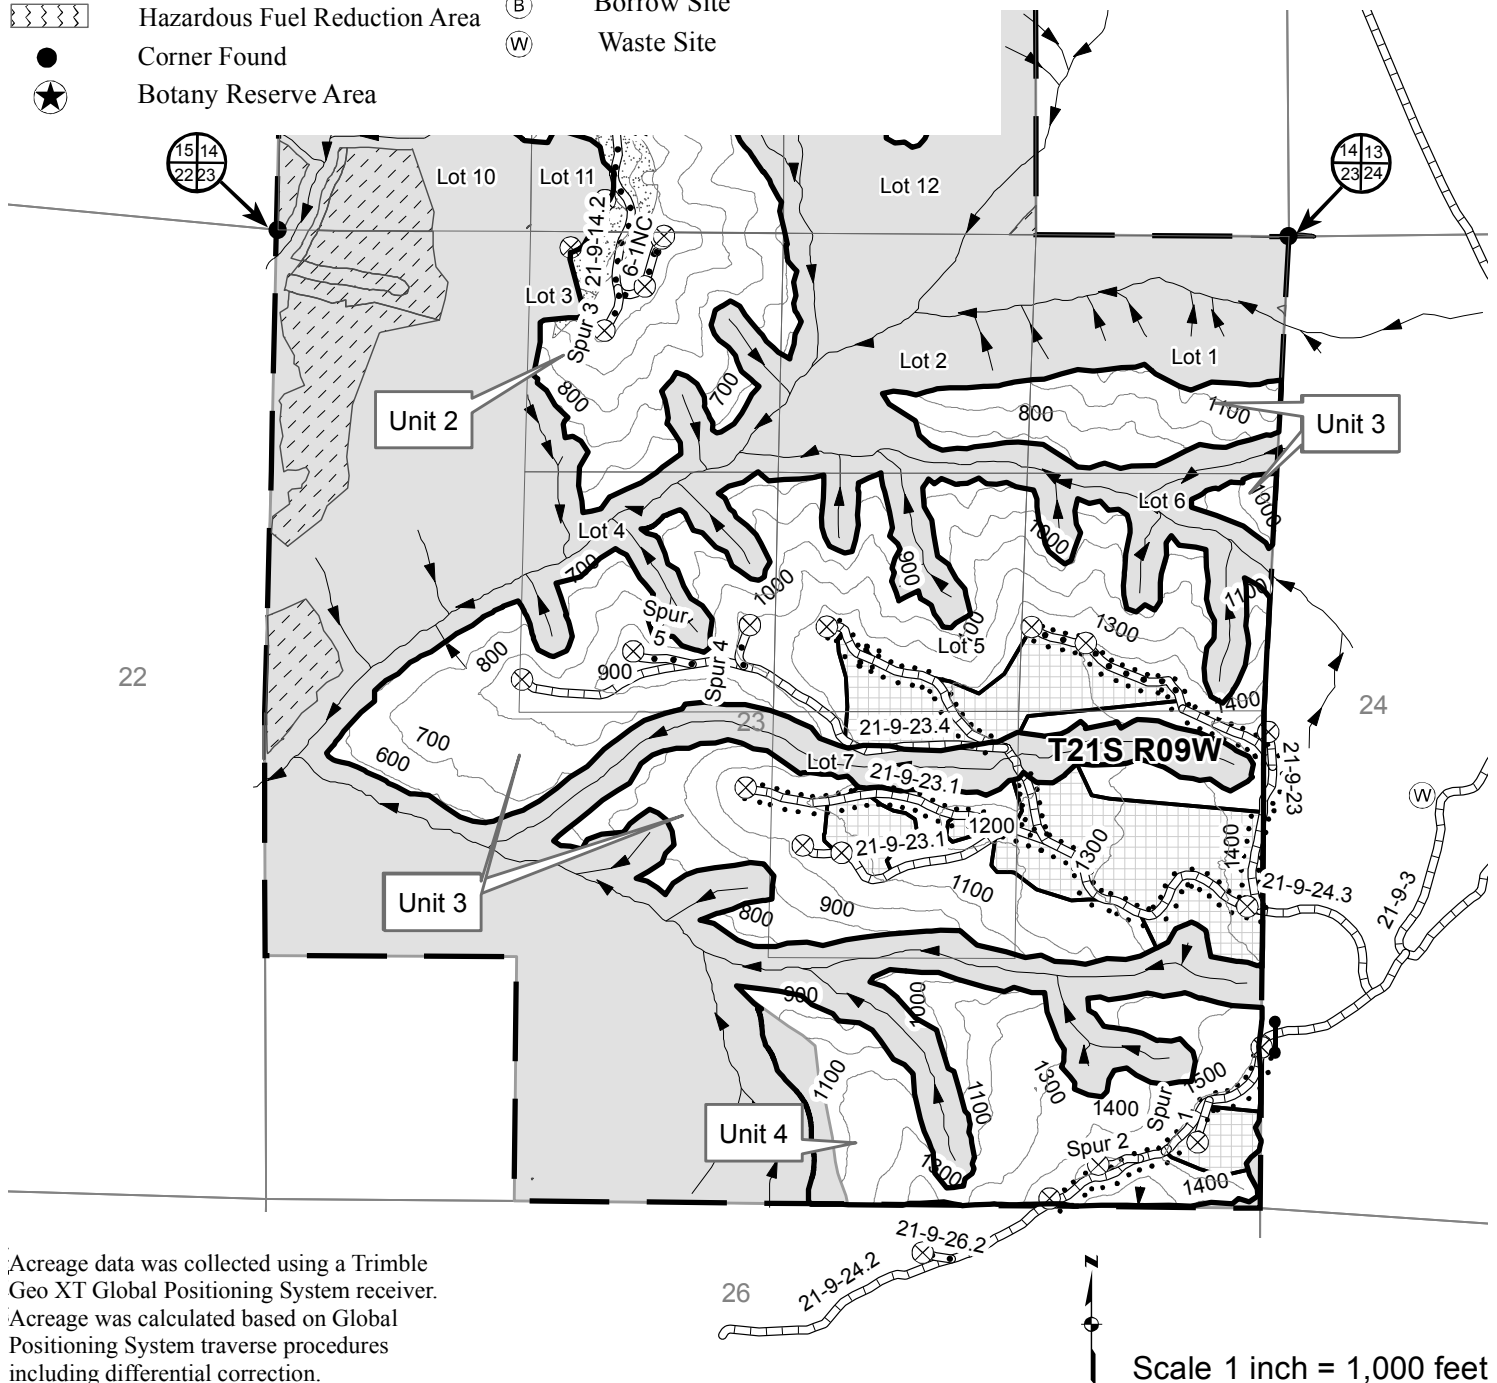 Hazardous Fuel Reduction Area
B
Borrow Site
Corner Found
W
Waste Site
Botany Reserve Area
15 14
22 23
14 13
23 24
Lot 10
Lot 11
Lot 12
21-9-14.2
6-1NC
Lot 3
Spur 3
Lot 2
Lot 1
800
700
800
1100
Unit 2
Unit 3
Lot 6
1000
Lot 4
700
1000
900
1000
1100
Spur
5
Lot 5
1300
800
900
Spur 4
22
24
1400
23
21-9-23.4
T21S R09W
700
600
Lot 7
21-9-23.1
21-9-23
W
1200
21-9-23.1
1300
1400
Unit 3
1100
900
800
21-9-24.3
21-9-3
900
1000
1100
1100
1300
1400
1500
Spur
1
Unit 4
Spur 2
1300
1400
21-9-26.2
21-9-24.2
26
Z
Acreage data was collected using a Trimble
Geo XT Global Positioning System receiver.
Acreage was calculated based on Global
Positioning System traverse procedures
including differential correction.
Scale 1 inch = 1,000 feet